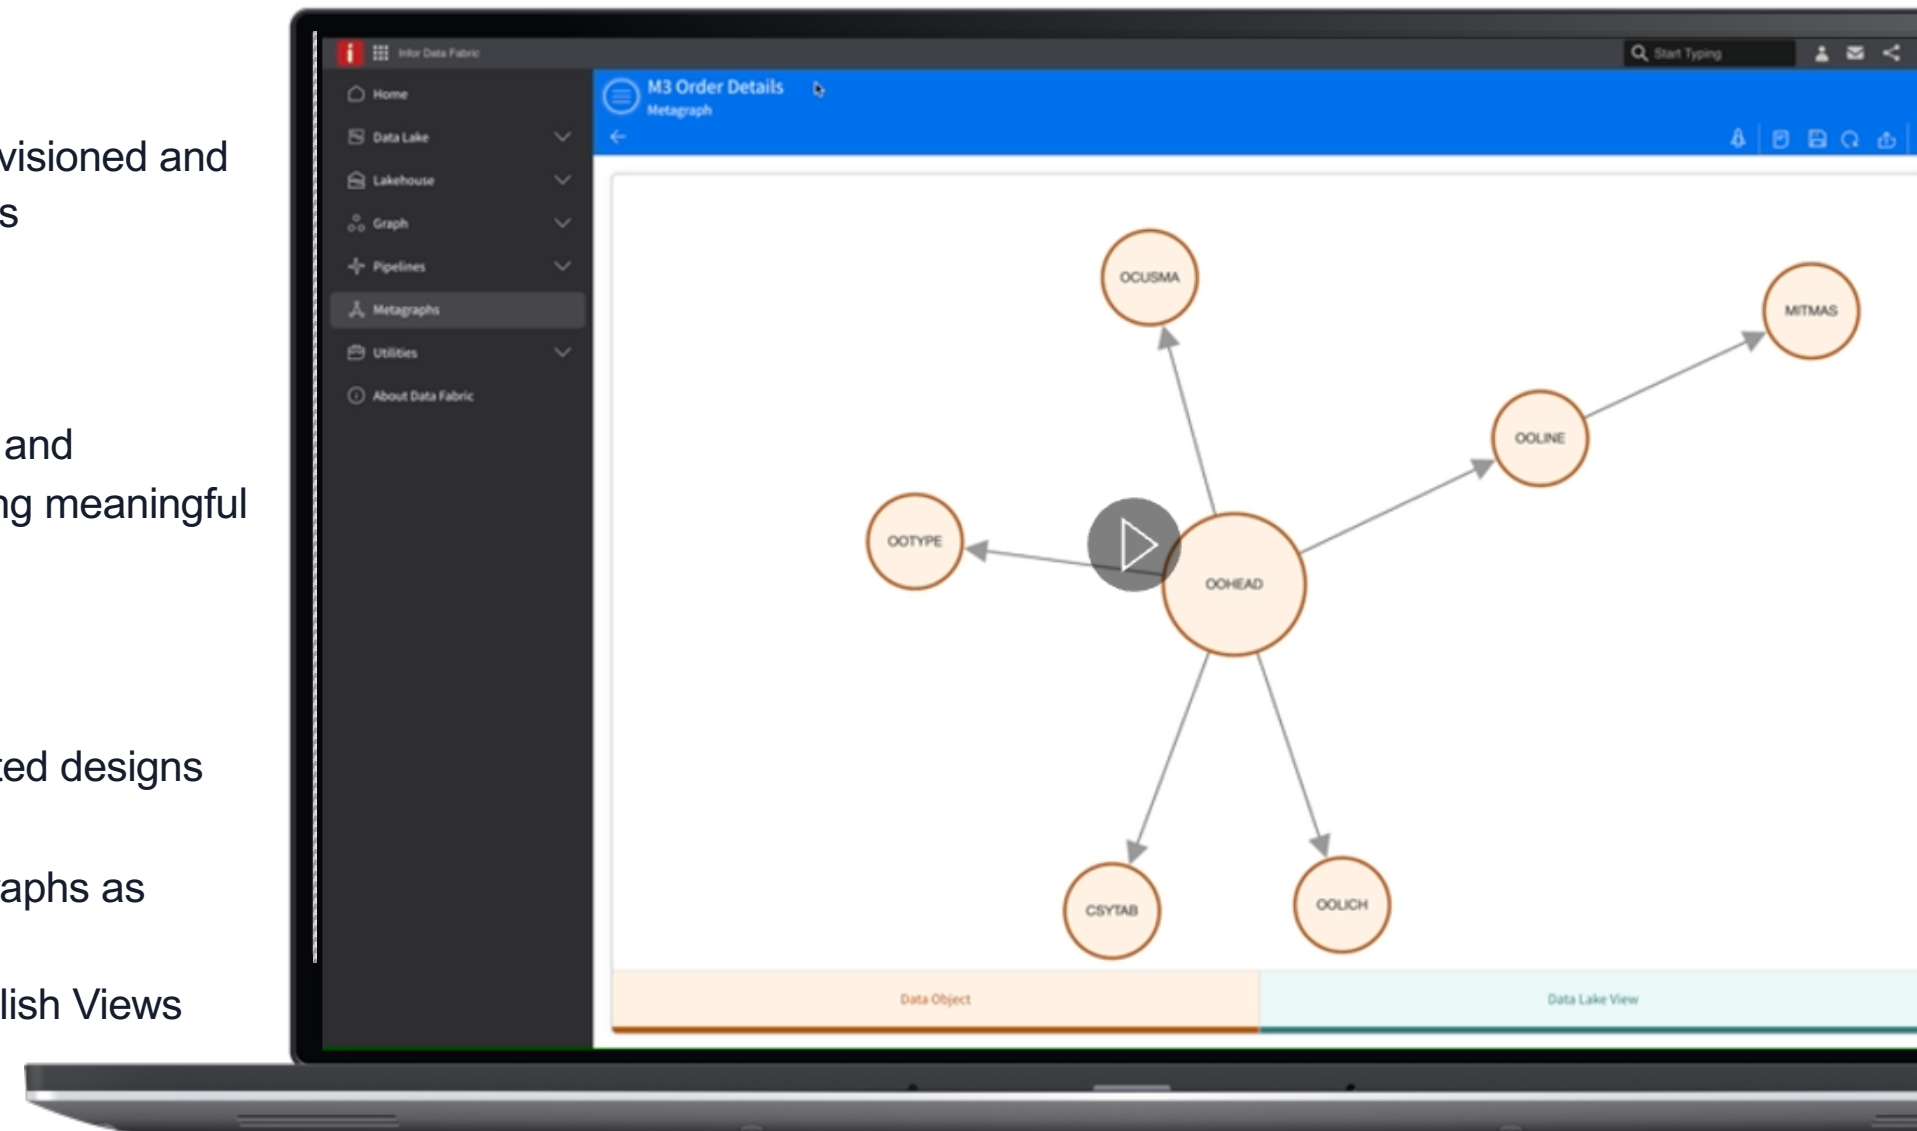 visioned and
s
and
ng meaningful
ted designs
aphs as
lish Views
i
Infor Data Fabric
Start Typing
Home
Data Lake
Lakehouse
Graph
Pipelines
Metagraphs
Utilities
About Data Fabric
M3 Order Details
Metagraph
OCUSMA
MITMAS
OOLINE
OOTYPE
OOHEAD
CSYTAB
OOLICH
Data Object
Data Lake View